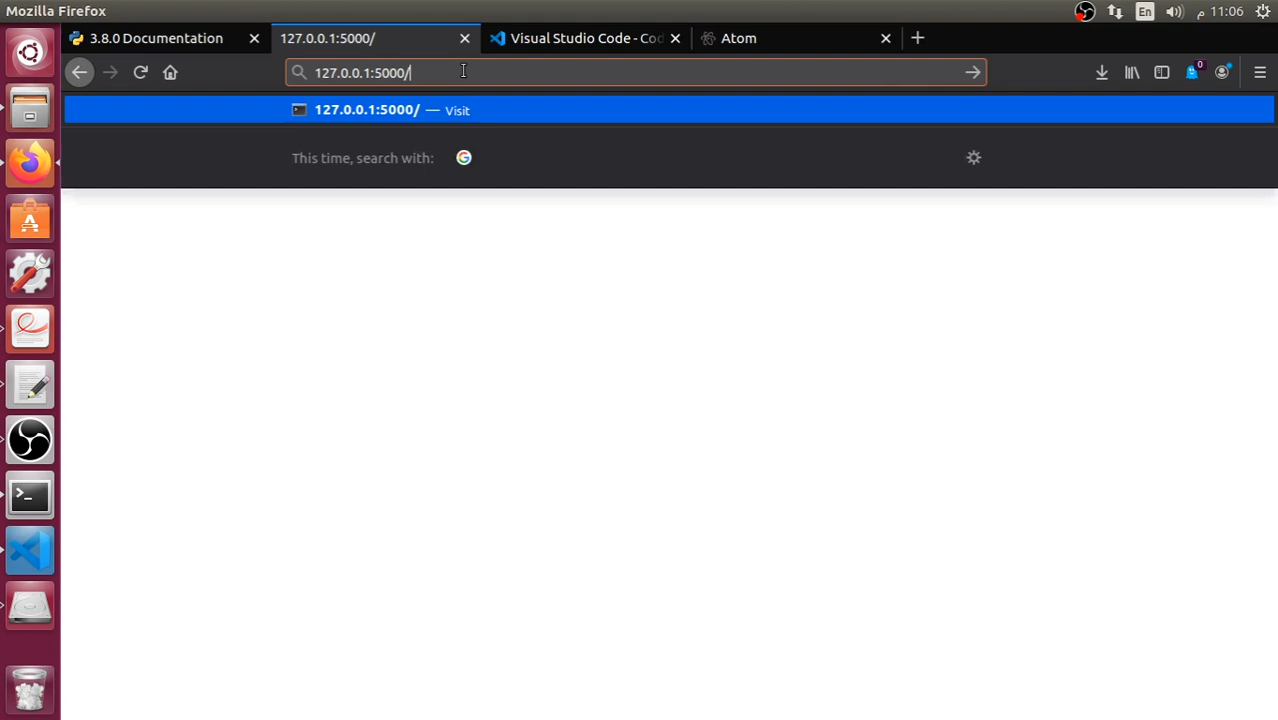 Mozilla Firefox
En
11:06 م
3.8.0 Documentation
127.0.0.1:5000/
Visual Studio Code - Cod
Atom
127.0.0.1:5000/
0
127.0.0.1:5000/ — Visit
This time, search with: